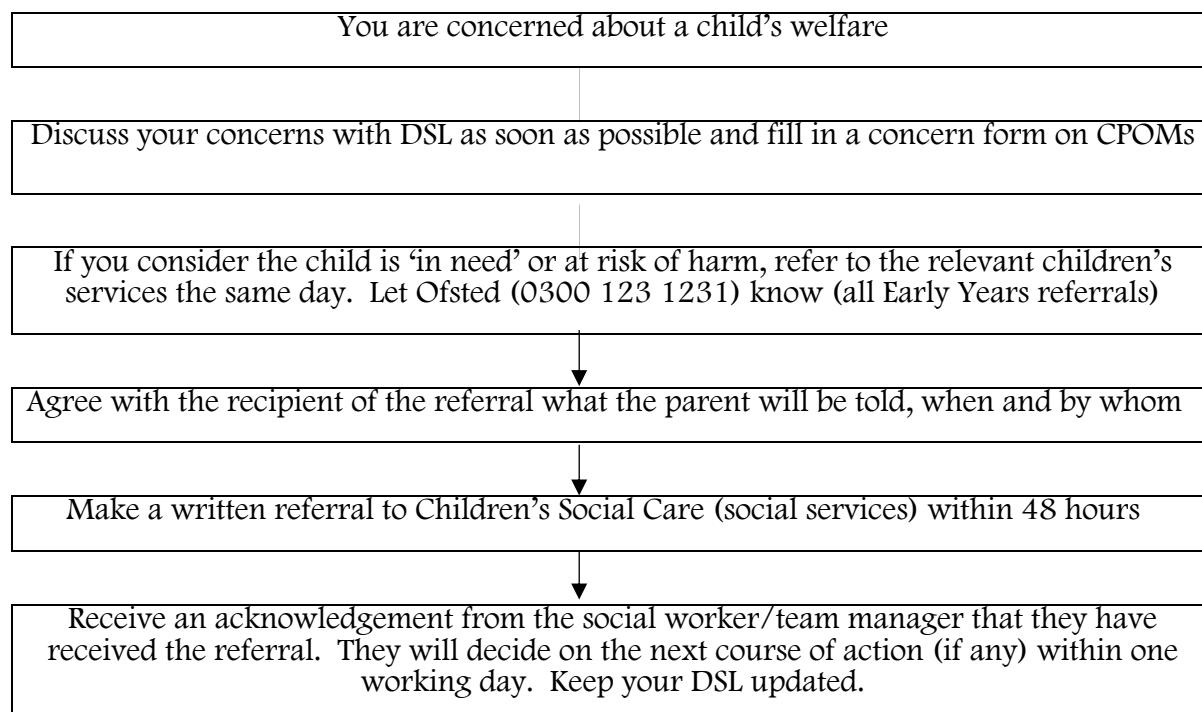 You are concerned about a child’s welfare
Discuss your concerns with DSL as soon as possible and fill in a concern form on CPOMs
If you consider the child is ‘in need’ or at risk of harm, refer to the relevant children’s
services the same day.  Let Ofsted (0300 123 1231) know (all Early Years referrals)
Agree with the recipient of the referral what the parent will be told, when and by whom
Make a written referral to Children’s Social Care (social services) within 48 hours
Receive an acknowledgement from the social worker/team manager that they have
received the referral.  They will decide on the next course of action (if any) within one
working day.  Keep your DSL updated.